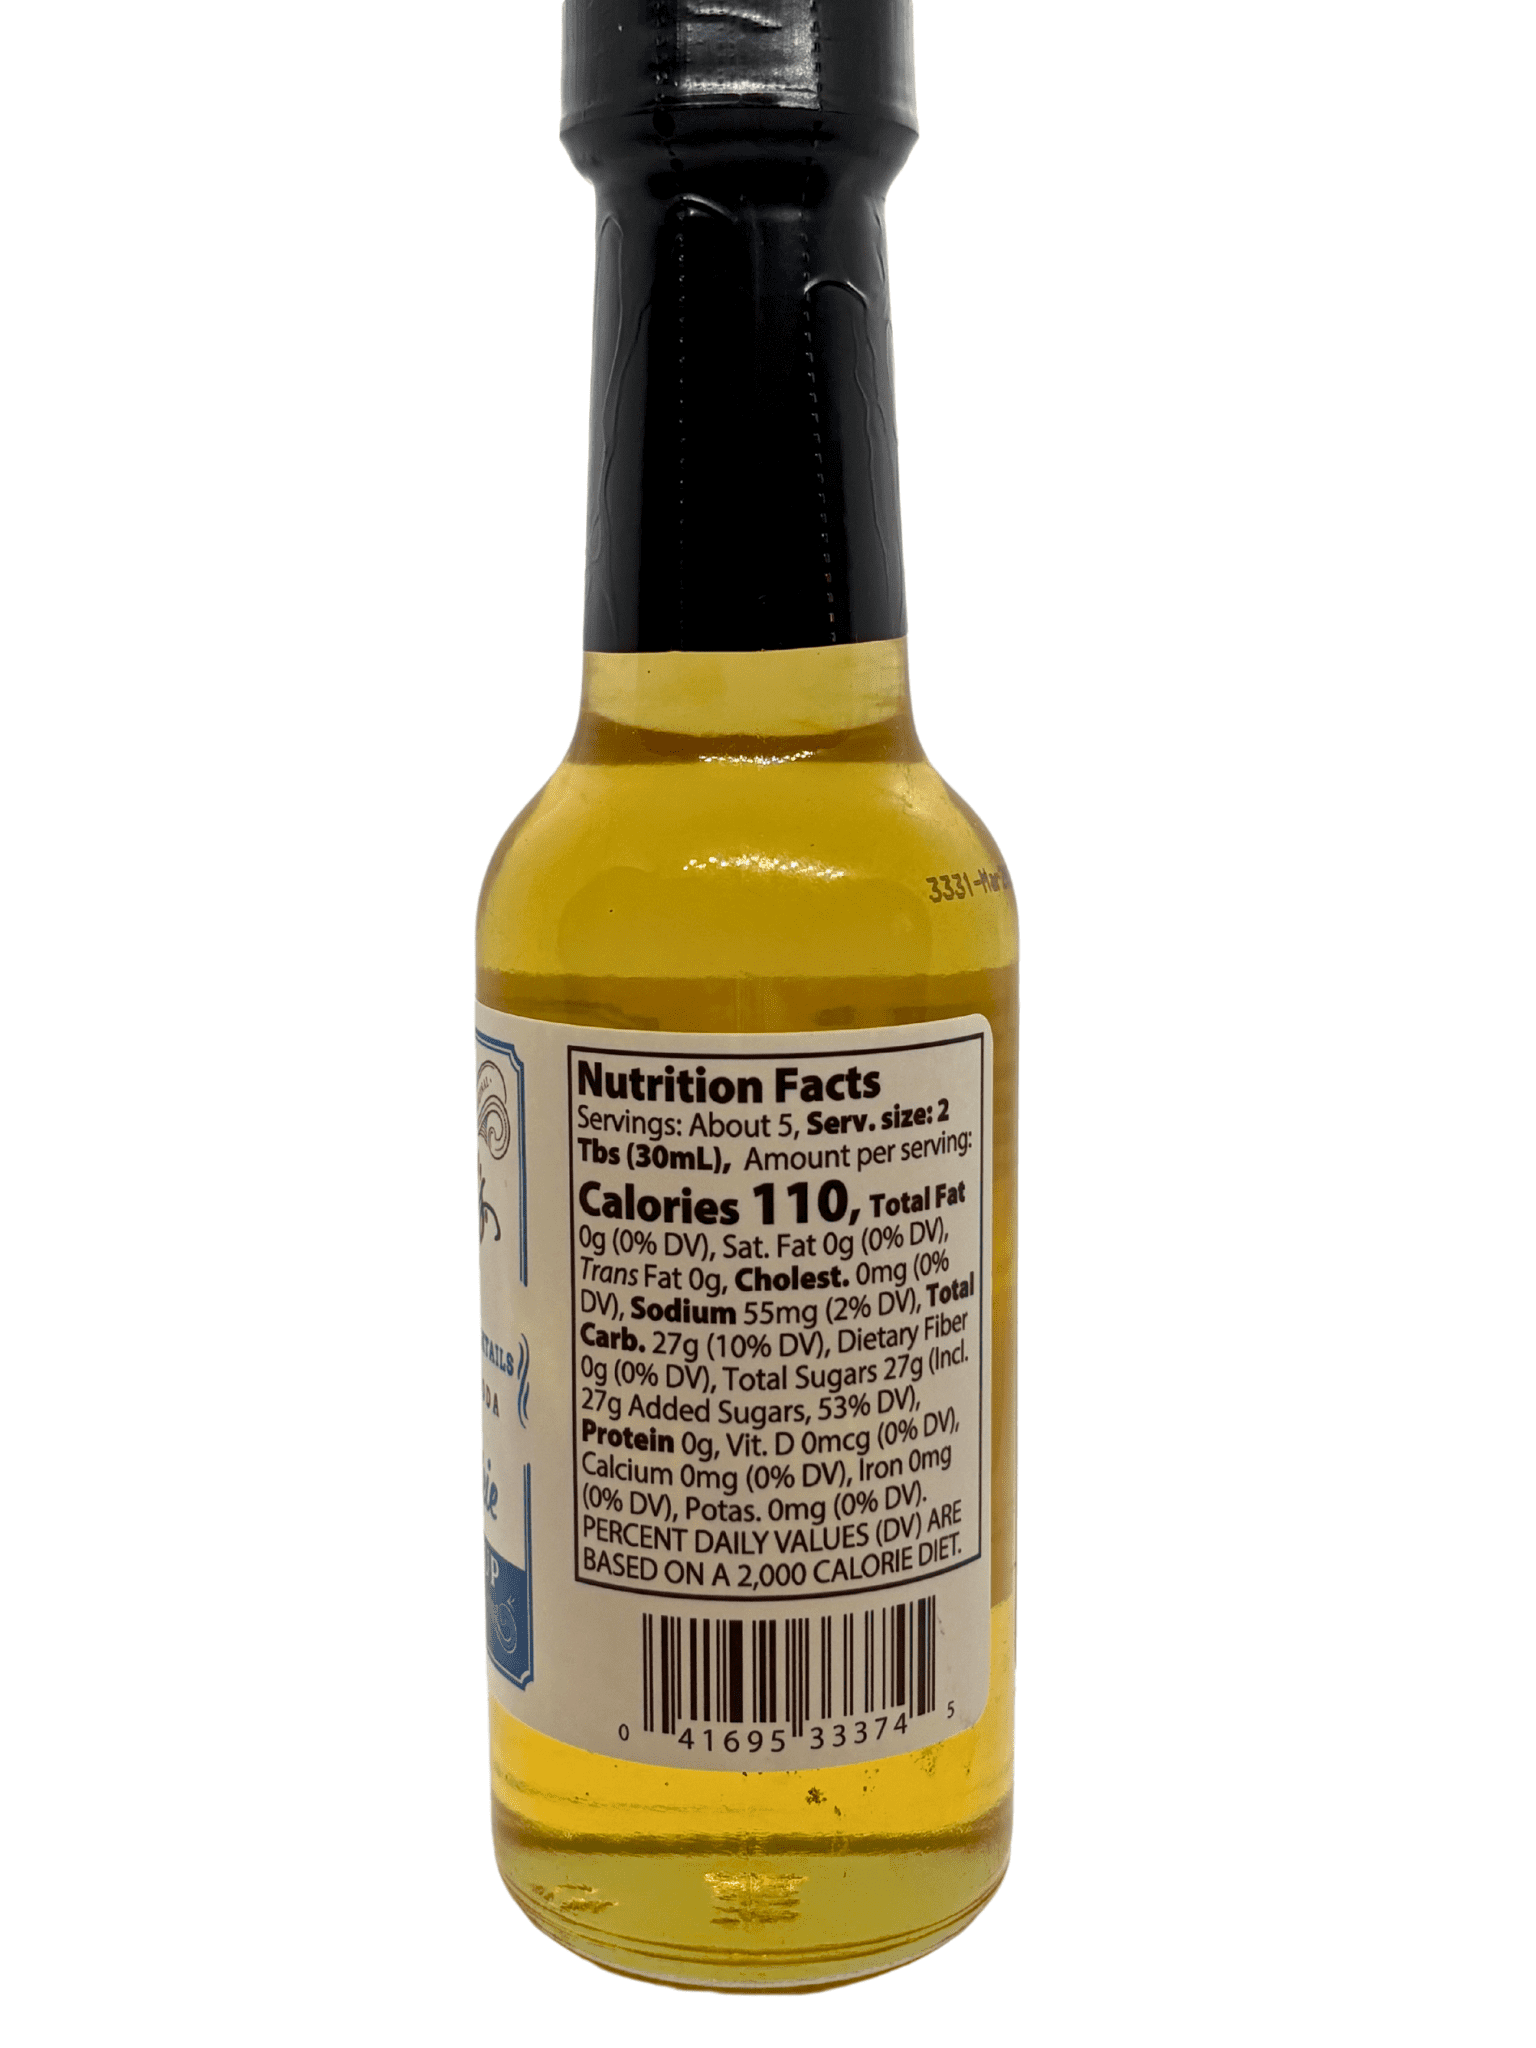 3331-Mar
Nutrition Facts
Servings: About 5, Serv. size: 2
Tbs (30mL), Amount per serving:
Calories 110, Total Fat
0g (0% DV), Sat. Fat 0g (0% DV),
Trans Fat 0g, Cholest. 0mg (0%
DV), Sodium 55mg (2% DV), Total
Carb. 27g (10% DV), Dietary Fiber
0g (0% DV), Total Sugars 27g (Incl.
27g Added Sugars, 53% DV),
Protein 0g, Vit. D 0mcg (0% DV),
Calcium 0mg (0% DV), Iron 0mg
(0% DV), Potas. 0mg (0% DV).
PERCENT DAILY VALUES (DV) ARE
BASED ON A 2,000 CALORIE DIET.
0 41695 33374 5